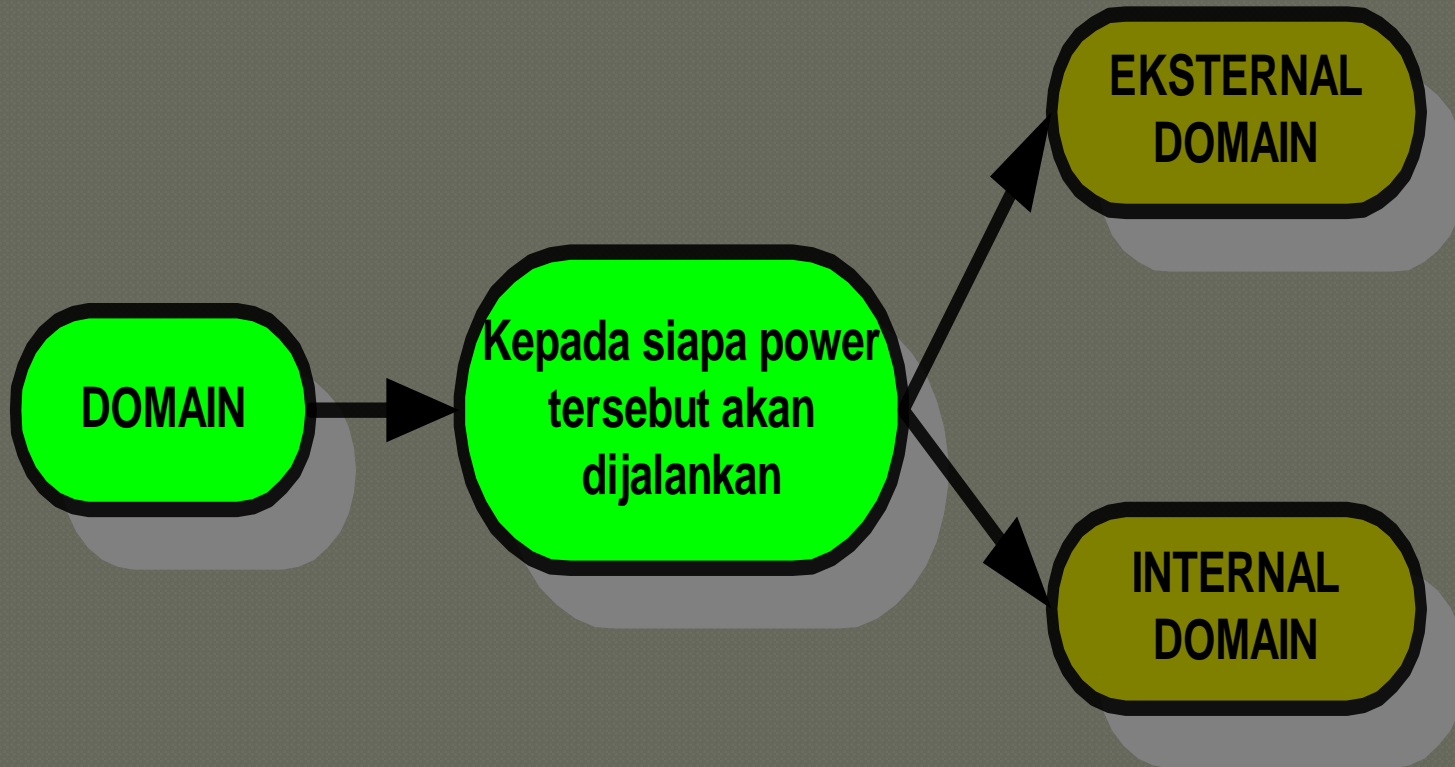 DOMAIN
Kepada siapa power
tersebut akan
dijalankan
EKSTERNAL
DOMAIN
INTERNAL
DOMAIN